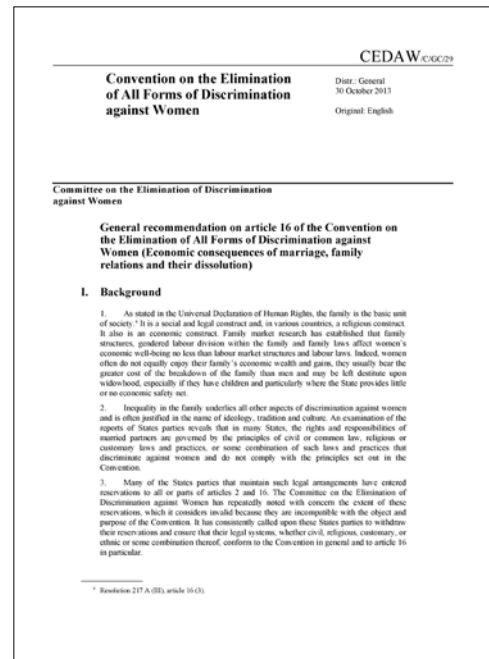 CEDAW/C/GC/29
Convention on the Elimination
of All Forms of Discrimination
against Women
Distr.: General
30 October 2013
Original: English
Committee on the Elimination of Discrimination
against Women
General recommendation on article 16 of the Convention on
the Elimination of All Forms of Discrimination against
Women (Economic consequences of marriage, family
relations and their dissolution)
I. Background
1. As stated in the Universal Declaration of Human Rights, the family is the basic unit
of society.ᵃ It is a social and legal construct and, in various countries, a religious construct.
It also is an economic construct. Family market research has established that family
structures, gendered labour division within the family and family laws affect women's
economic well-being no less than labour market structures and labour laws. Indeed, women
often do not equally enjoy their family's economic wealth and gains, they usually bear the
greater cost of the breakdown of the family than men and may be left destitute upon
widowhood, especially if they have children and particularly where the State provides little
or no economic safety net.
2. Inequality in the family underlies all other aspects of discrimination against women
and is often justified in the name of ideology, tradition and culture. An examination of the
reports of States parties reveals that in many States, the rights and responsibilities of
married partners are governed by the principles of civil or common law, religious or
customary laws and practices, or some combination of such laws and practices that
discriminate against women and do not comply with the principles set out in the
Convention.
3. Many of the States parties that maintain such legal arrangements have entered
reservations to all or parts of articles 2 and 16. The Committee on the Elimination of
Discrimination against Women has repeatedly noted with concern the extent of these
reservations, which it considers invalid because they are incompatible with the object and
purpose of the Convention. It has consistently called upon these States parties to withdraw
their reservations and ensure that their legal systems, whether civil, religious, customary, or
ethnic or some combination thereof, conform to the Convention in general and to article 16
in particular.
ᵃ Resolution 217 A (III), article 16 (3).